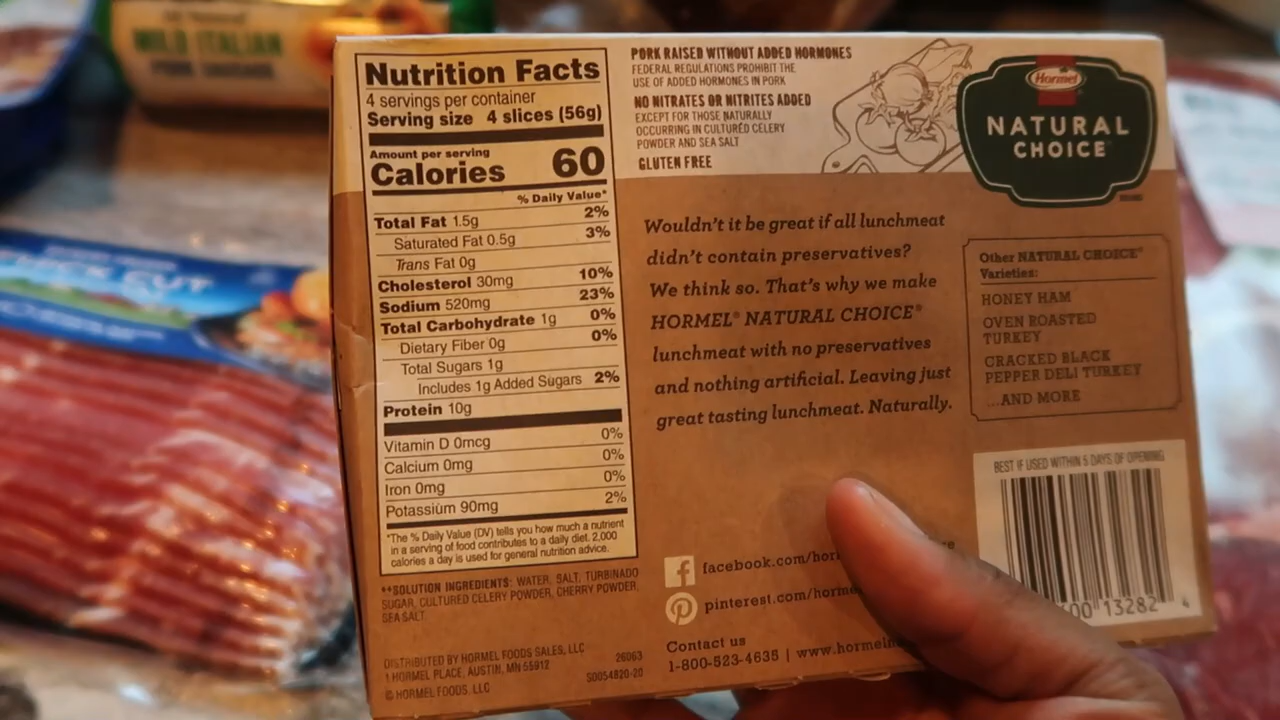 MILD ITALIAN
Nutrition Facts
4 servings per container
Serving size 4 slices (56g)
Amount per serving
Calories 60
% Daily Value*
Total Fat 1.5g 2%
Saturated Fat 0.5g 3%
Trans Fat 0g
Cholesterol 30mg 10%
Sodium 520mg 23%
Total Carbohydrate 1g 0%
Dietary Fiber 0g 0%
Total Sugars 1g
Includes 1g Added Sugars 2%
Protein 10g
Vitamin D 0mcg 0%
Calcium 0mg 0%
Iron 0mg 0%
Potassium 90mg 2%
*The % Daily Value (DV) tells you how much a nutrient
in a serving of food contributes to a daily diet. 2,000
calories a day is used for general nutrition advice.
**SOLUTION INGREDIENTS: WATER, SALT, TURBINADO
SUGAR, CULTURED CELERY POWDER, CHERRY POWDER,
SEA SALT.
DISTRIBUTED BY HORMEL FOODS SALES, LLC
1 HORMEL PLACE, AUSTIN, MN 55912
© HORMEL FOODS, LLC
26063
S0054820-20
PORK RAISED WITHOUT ADDED HORMONES
FEDERAL REGULATIONS PROHIBIT THE
USE OF ADDED HORMONES IN PORK
NO NITRATES OR NITRITES ADDED
EXCEPT FOR THOSE NATURALLY
OCCURRING IN CULTURED CELERY
POWDER AND SEA SALT
GLUTEN FREE
Wouldn't it be great if all lunchmeat
didn't contain preservatives?
We think so. That's why we make
HORMEL® NATURAL CHOICE®
lunchmeat with no preservatives
and nothing artificial. Leaving just
great tasting lunchmeat. Naturally.
facebook.com/hor
pinterest.com/horme
Contact us
1-800-523-4635 | www.hormel
Hormel
NATURAL
CHOICE
Other NATURAL CHOICE®
Varieties:
HONEY HAM
OVEN ROASTED
TURKEY
CRACKED BLACK
PEPPER DELI TURKEY
...AND MORE
BEST IF USED WITHIN 5 DAYS OF OPENING
00 13282 4